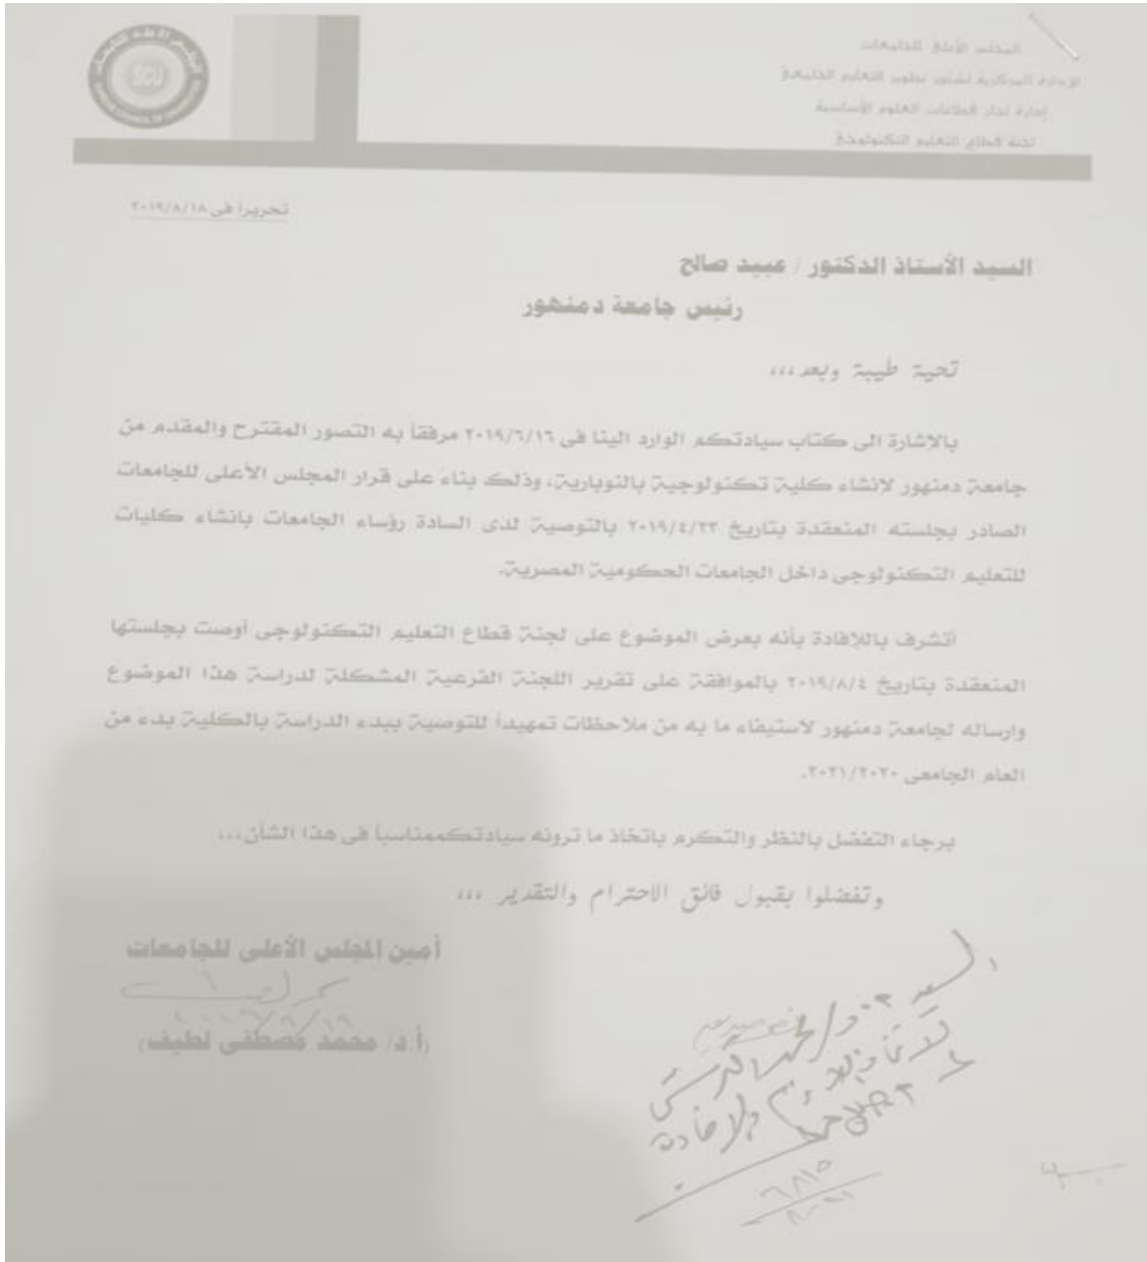 المجلس الأعلى للجامعات
الإدارة المركزية لشئون تطوير التعليم الجامعي
إدارة لجان قطاعات العلوم الأساسية
لجنة قطاع التعليم التكنولوجي
تحريراً فى ٢٠١٩/٨/١٨
السيد الأستاذ الدكتور / عبيد صالح
رئيس جامعة دمنهور
تحية طيبة وبعد،،،
بالاشارة الى كتاب سيادتكم الوارد الينا فى ٢٠١٩/٦/١٦ مرفقاً به التصور المقترح والمقدم من
جامعة دمنهور لانشاء كلية تكنولوجية بالنوبارية، وذلك بناء على قرار المجلس الأعلى للجامعات
الصادر بجلسته المنعقدة بتاريخ ٢٠١٩/٤/٢٣ بالتوصية لدى السادة رؤساء الجامعات بانشاء كليات
للتعليم التكنولوجى داخل الجامعات الحكومية المصرية.
أتشرف باللإفادة بأنه بعرض الموضوع على لجنة قطاع التعليم التكنولوجى أوصت بجلستها
المنعقدة بتاريخ ٢٠١٩/٨/٤ بالموافقة على تقرير اللجنة الفرعية المشكلة لدراسة هذا الموضوع
وارساله لجامعة دمنهور لاستيفاء ما به من ملاحظات تمهيداً للتوصية ببدء الدراسة بالكلية بدء من
العام الجامعى ٢٠٢١/٢٠٢٠.
برجاء التفضل بالنظر والتكرم باتخاذ ما ترونه سيادتكممناسباً فى هذا الشأن...
وتفضلوا بقبول فائق الاحترام والتقدير ،،،
أمين المجلس الأعلى للجامعات
(أ.د/ محمد مصطفى لطيف)